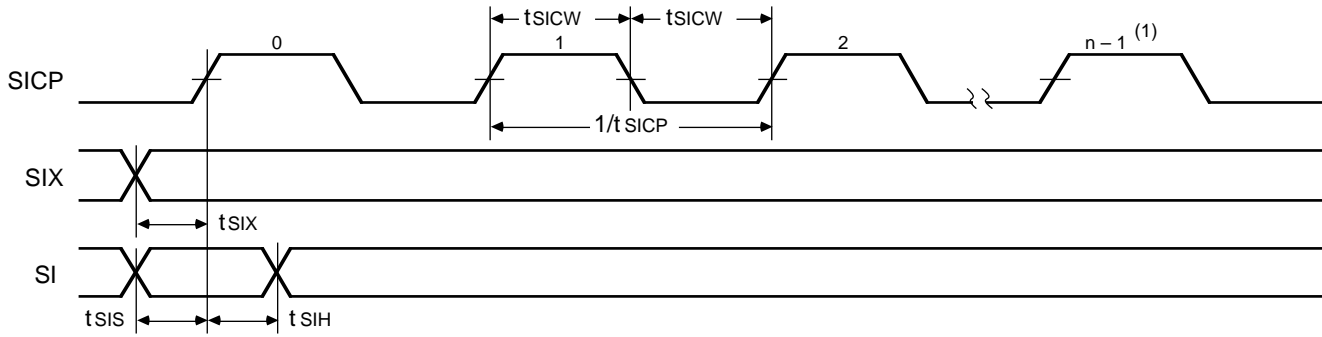 tSICW tSICW
0 1 2 n – 1 (1)
SICP
1/tSICP
SIX
tSIX
SI
tSIS tSIH